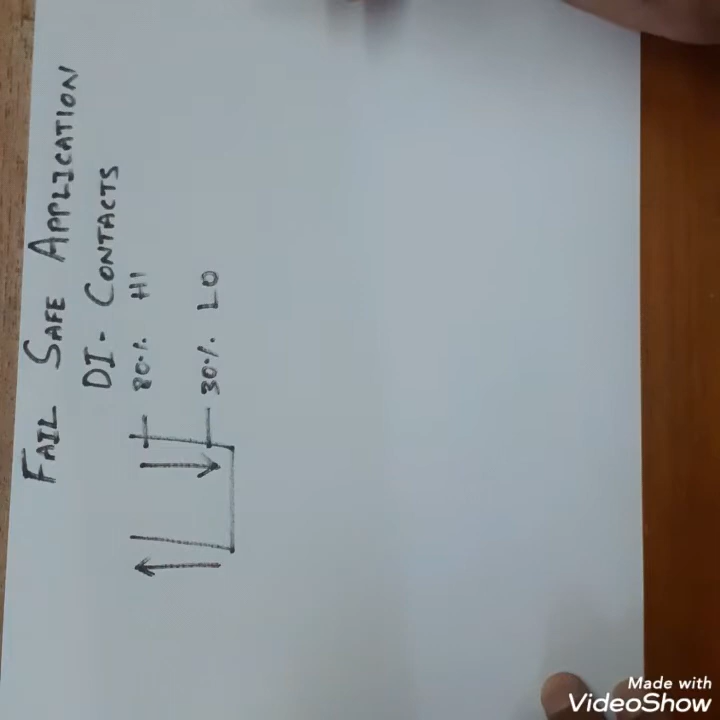 FAIL SAFE APPLICATION
DI - CONTACTS
80% HI
30% LO
Made with
VideoShow